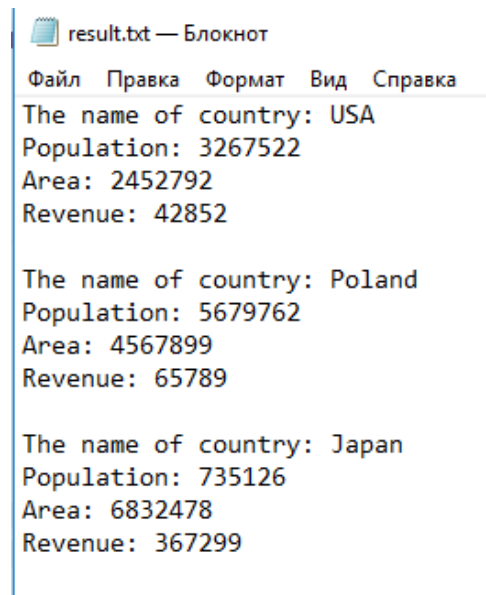 result.txt — Блокнот
Файл Правка Формат Вид Справка
The name of country: USA
Population: 3267522
Area: 2452792
Revenue: 42852

The name of country: Poland
Population: 5679762
Area: 4567899
Revenue: 65789

The name of country: Japan
Population: 735126
Area: 6832478
Revenue: 367299